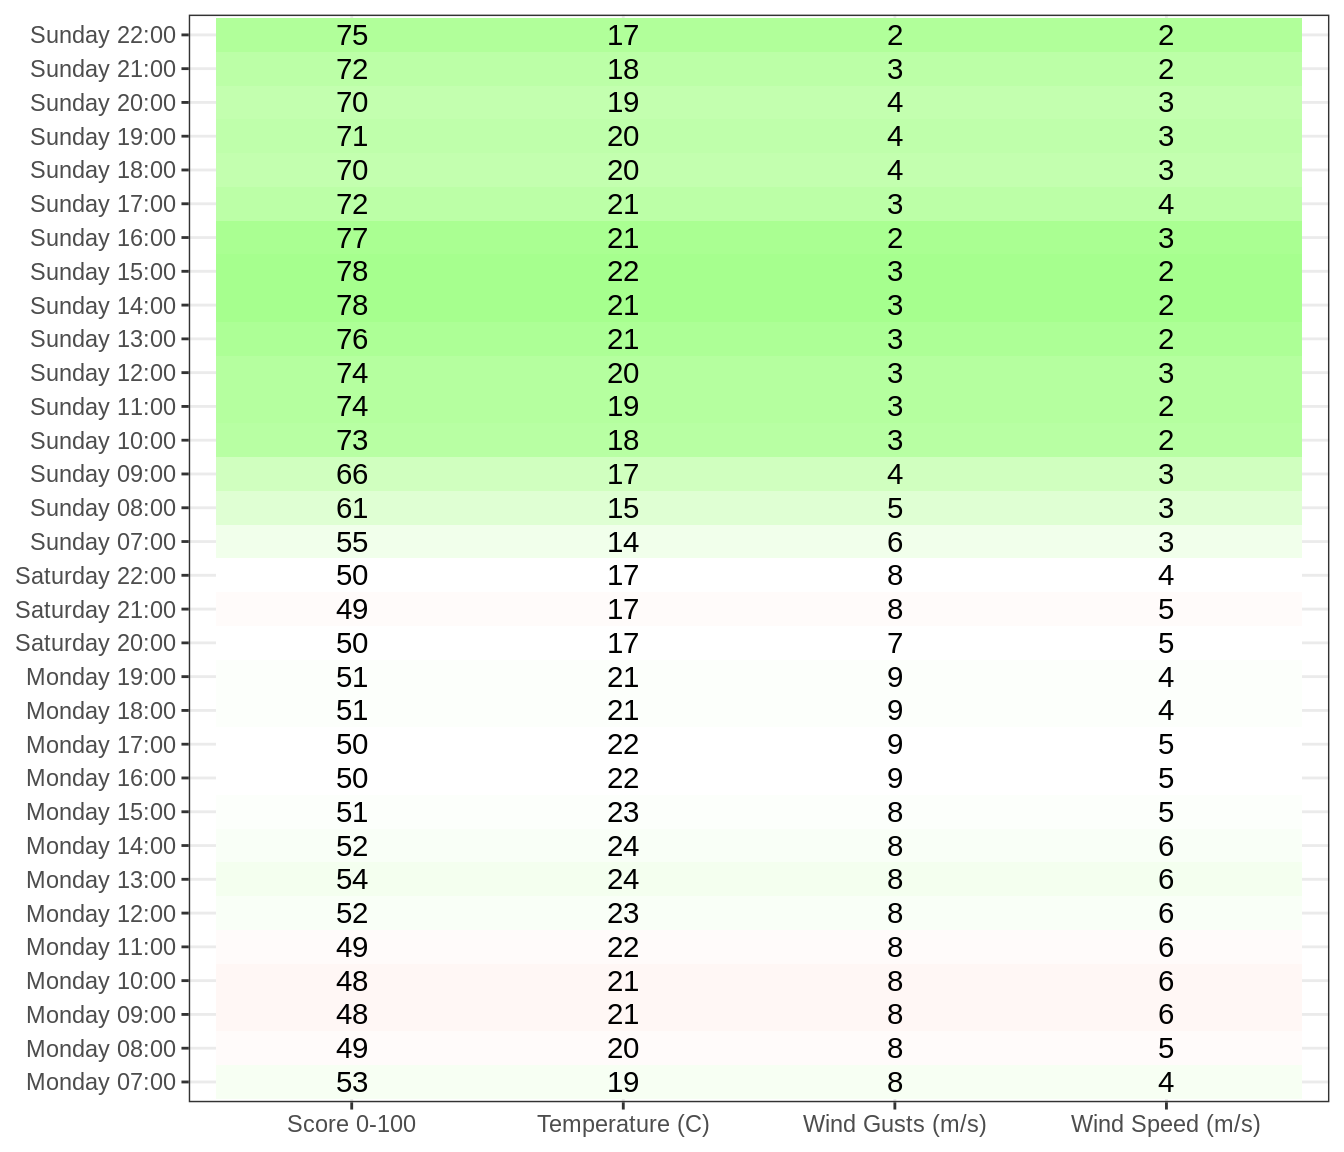 Sunday 22:00 75 17 2 2
Sunday 21:00 72 18 3 2
Sunday 20:00 70 19 4 3
Sunday 19:00 71 20 4 3
Sunday 18:00 70 20 4 3
Sunday 17:00 72 21 3 4
Sunday 16:00 77 21 2 3
Sunday 15:00 78 22 3 2
Sunday 14:00 78 21 3 2
Sunday 13:00 76 21 3 2
Sunday 12:00 74 20 3 3
Sunday 11:00 74 19 3 2
Sunday 10:00 73 18 3 2
Sunday 09:00 66 17 4 3
Sunday 08:00 61 15 5 3
Sunday 07:00 55 14 6 3
Saturday 22:00 50 17 8 4
Saturday 21:00 49 17 8 5
Saturday 20:00 50 17 7 5
Monday 19:00 51 21 9 4
Monday 18:00 51 21 9 4
Monday 17:00 50 22 9 5
Monday 16:00 50 22 9 5
Monday 15:00 51 23 8 5
Monday 14:00 52 24 8 6
Monday 13:00 54 24 8 6
Monday 12:00 52 23 8 6
Monday 11:00 49 22 8 6
Monday 10:00 48 21 8 6
Monday 09:00 48 21 8 6
Monday 08:00 49 20 8 5
Monday 07:00 53 19 8 4
Score 0-100 Temperature (C) Wind Gusts (m/s) Wind Speed (m/s)